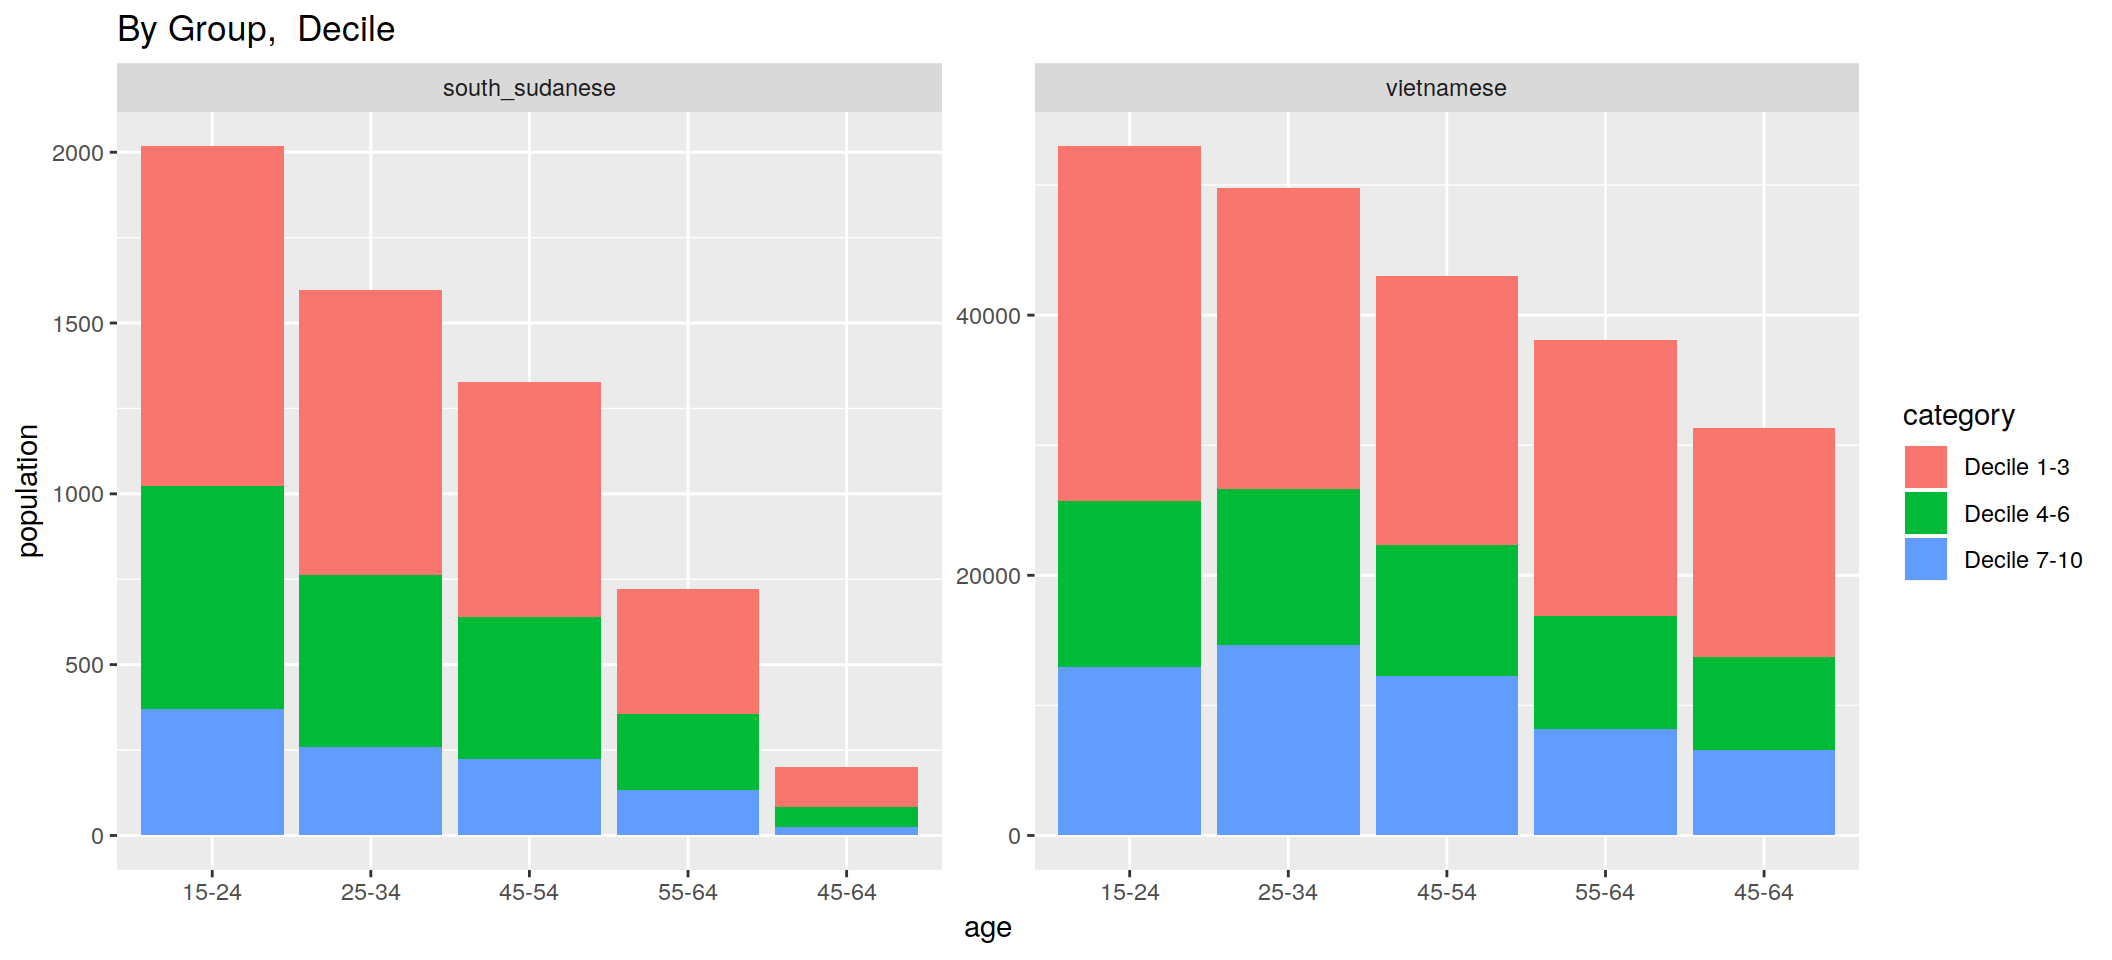 By Group,  Decile
south_sudanese
vietnamese
population
2000
1500
1000
500
0
40000
20000
0
15-24
25-34
45-54
55-64
45-64
15-24
25-34
45-54
55-64
45-64
age
category
Decile 1-3
Decile 4-6
Decile 7-10